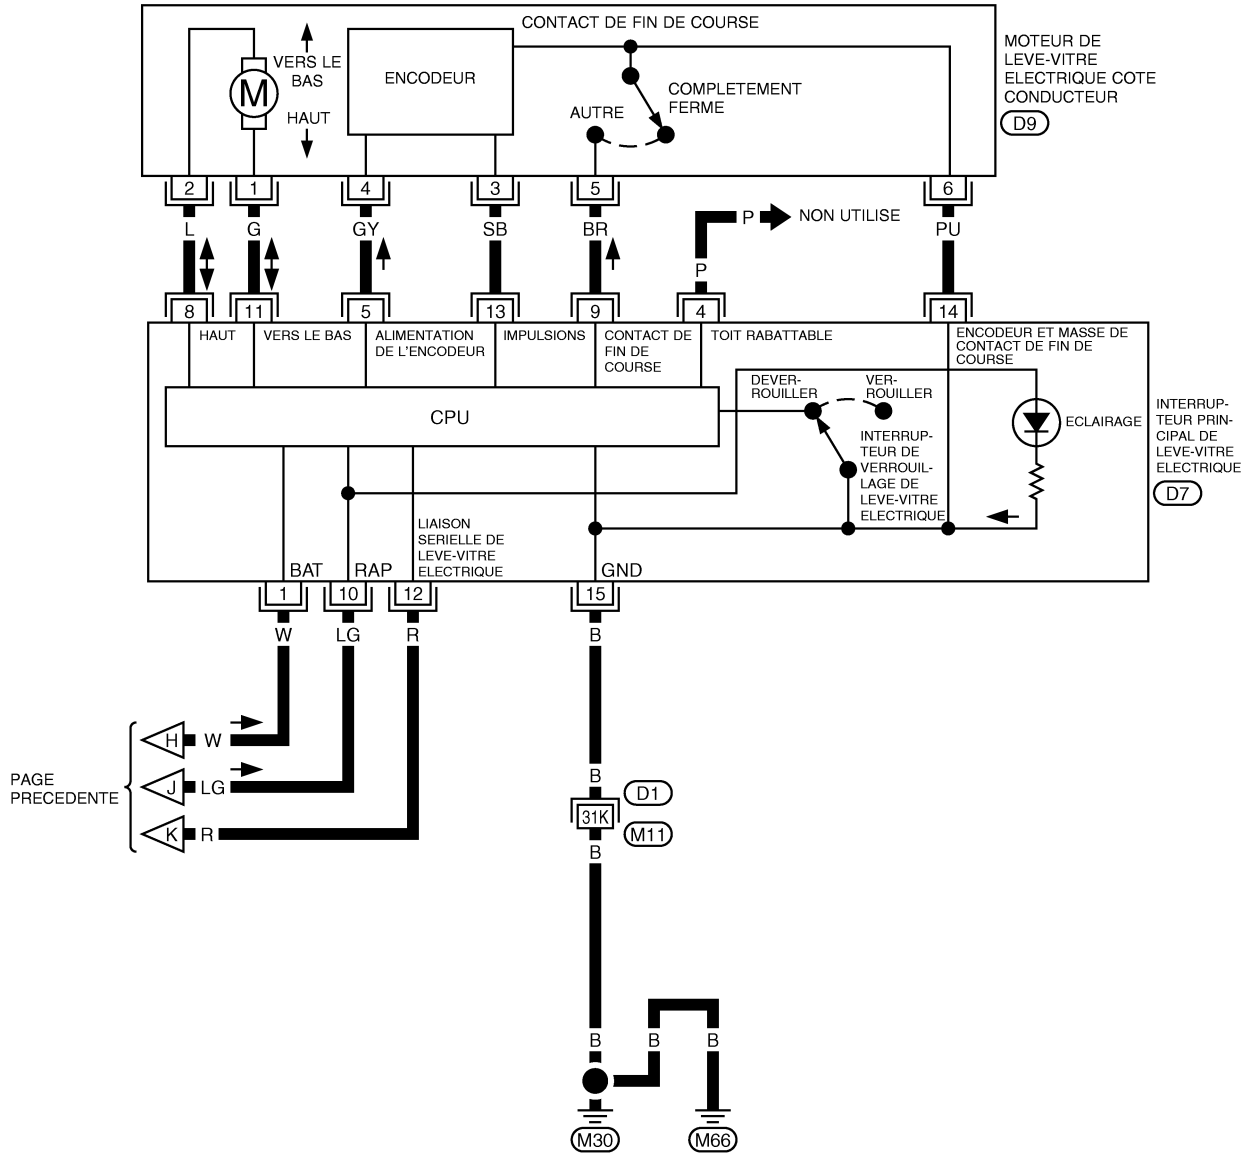 CONTACT DE FIN DE COURSE
MOTEUR DE
LEVE-VITRE
ELECTRIQUE COTE
CONDUCTEUR
D9
M
VERS LE
BAS
HAUT
ENCODEUR
AUTRE
COMPLETEMENT
FERME
2
1
4
3
5
6
L
G
GY
SB
BR
P
NON UTILISE
PU
P
8
11
5
13
9
4
14
HAUT
VERS LE BAS
ALIMENTATION
DE L'ENCODEUR
IMPULSIONS
CONTACT DE
FIN DE
COURSE
TOIT RABATTABLE
ENCODEUR ET MASSE DE
CONTACT DE FIN DE
COURSE
CPU
DEVER-
ROUILLER
VER-
ROUILLER
ECLAIRAGE
INTERRUP-
TEUR DE
VERROUIL-
LAGE DE
LEVE-VITRE
ELECTRIQUE
INTERRUP-
TEUR PRIN-
CIPAL DE
LEVE-VITRE
ELECTRIQUE
D7
LIAISON
SERIELLE DE
LEVE-VITRE
ELECTRIQUE
BAT
RAP
GND
1
10
12
15
W
LG
R
B
PAGE
PRECEDENTE
H
W
J
LG
K
R
B
D1
31K
M11
B
B
B
B
M30
M66